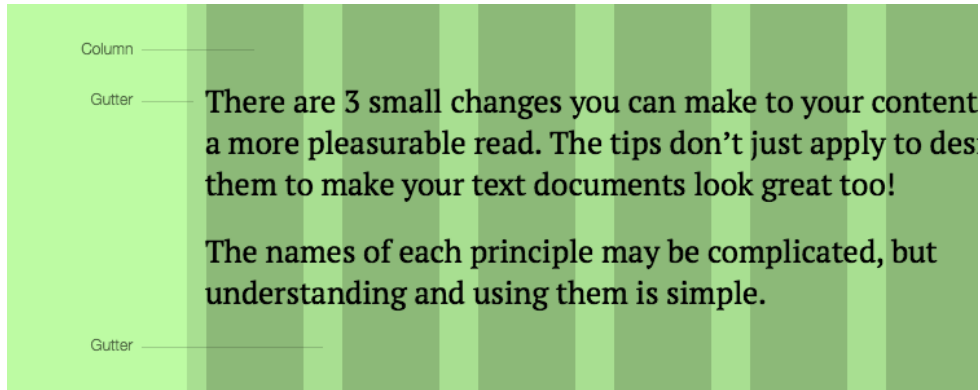 Column
Gutter
There are 3 small changes you can make to your content
a more pleasurable read. The tips don’t just apply to desi
them to make your text documents look great too!
The names of each principle may be complicated, but
understanding and using them is simple.
Gutter